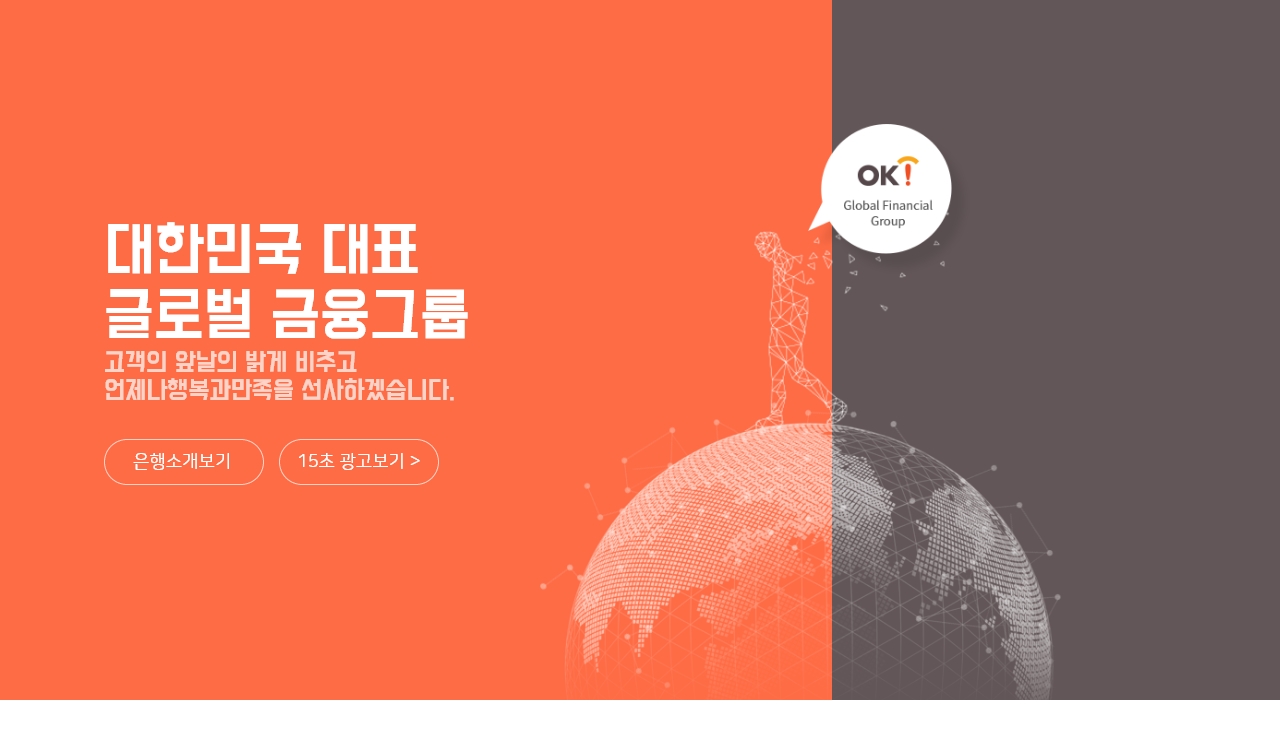 OK!
Global Financial
Group
대한민국 대표
글로벌 금융그룹
고객의 앞날의 밝게 비추고
언제나행복과만족을 선사하겠습니다.
은행소개보기
15초 광고보기 >